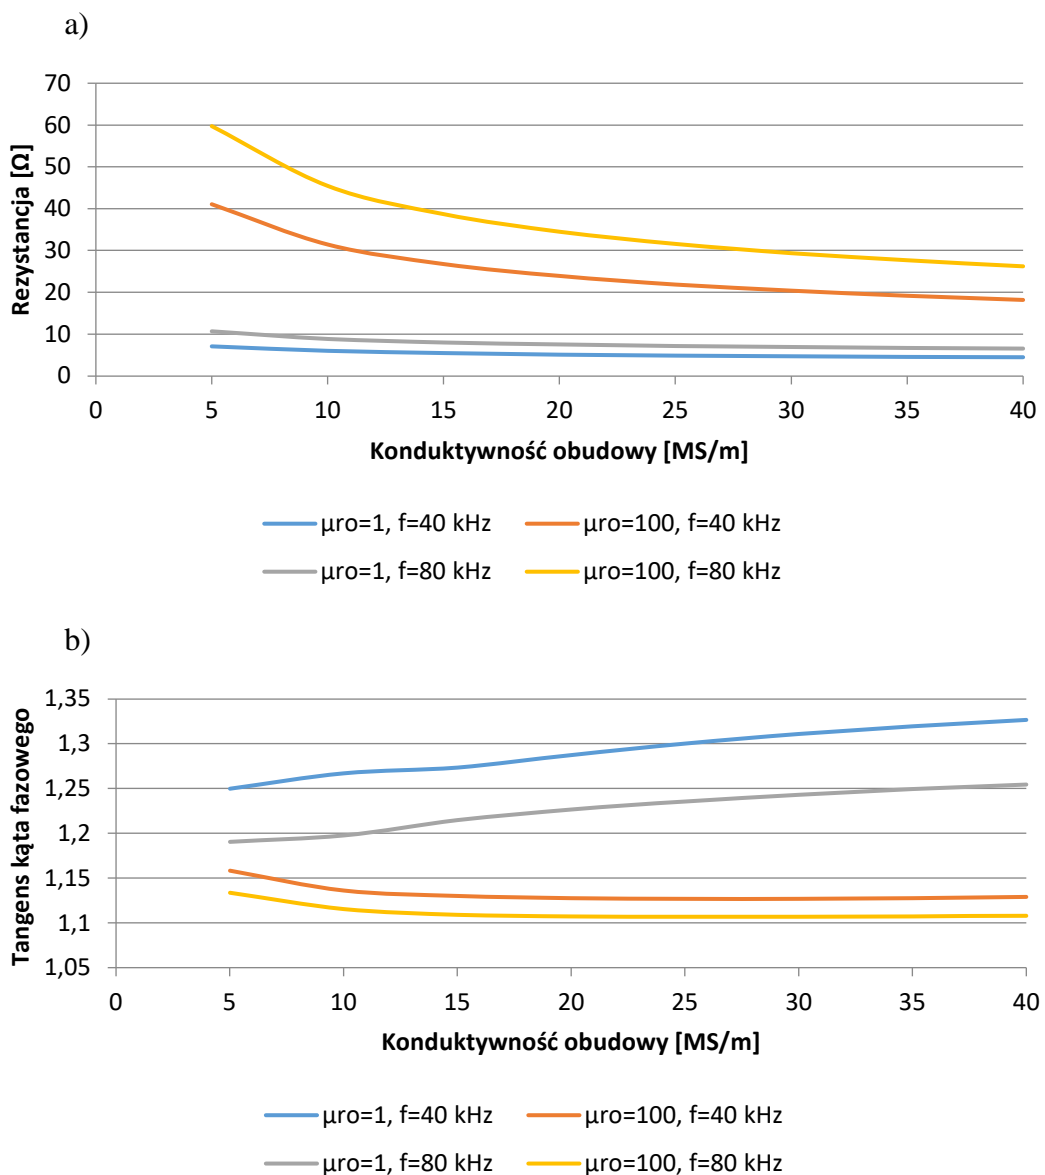 a)
70
60
50
40
30
20
10
0
Rezystancja [Ω]
0 5 10 15 20 25 30 35 40
Konduktywność obudowy [MS/m]
μro=1, f=40 kHz μro=100, f=40 kHz
μro=1, f=80 kHz μro=100, f=80 kHz
b)
1,35
1,3
1,25
1,2
1,15
1,1
1,05
Tangens kąta fazowego
0 5 10 15 20 25 30 35 40
Konduktywność obudowy [MS/m]
μro=1, f=40 kHz μro=100, f=40 kHz
μro=1, f=80 kHz μro=100, f=80 kHz